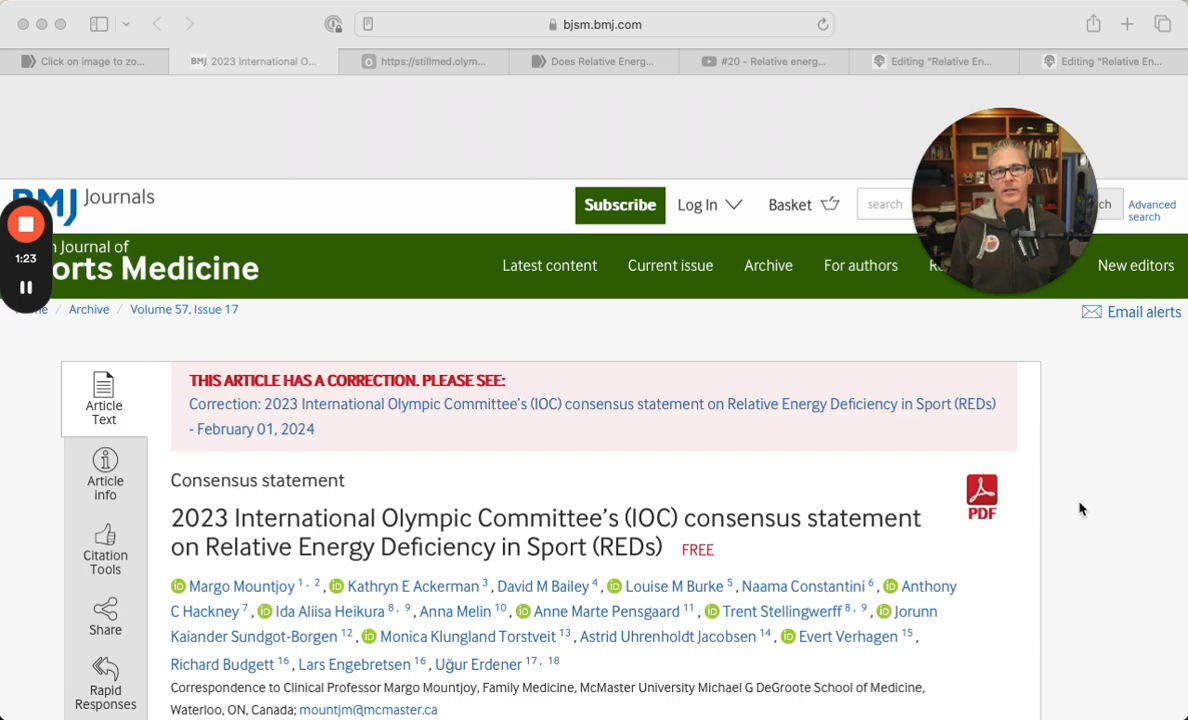 bjsm.bmj.com
Click on image to zo...
BMJ 2023 International O...
https://stillmed.olym...
Does Relative Energ...
#20 - Relative energ...
Editing "Relative En...
Editing "Relative En...
BMJ Journals
Subscribe
Log In
Basket
search
ch
Advanced
search
1:23
n Journal of
orts Medicine
Latest content
Current issue
Archive
For authors
New editors
me / Archive / Volume 57, Issue 17
Email alerts
Article
Text
THIS ARTICLE HAS A CORRECTION. PLEASE SEE:
Correction: 2023 International Olympic Committee's (IOC) consensus statement on Relative Energy Deficiency in Sport (REDs)
- February 01, 2024
Article
info
Citation
Tools
Share
Rapid
Responses
Consensus statement
PDF
2023 International Olympic Committee's (IOC) consensus statement
on Relative Energy Deficiency in Sport (REDs) FREE
Margo Mountjoy 1, 2, Kathryn E Ackerman 3, David M Bailey 4, Louise M Burke 5, Naama Constantini 6, Anthony
C Hackney 7, Ida Aliisa Heikura 8, 9, Anna Melin 10, Anne Marte Pensgaard 11, Trent Stellingwerff 8, 9, Jorunn
Kaiander Sundgot-Borgen 12, Monica Klungland Torstveit 13, Astrid Uhrenholdt Jacobsen 14, Evert Verhagen 15,
Richard Budgett 16, Lars Engebretsen 16, Uğur Erdener 17, 18
Correspondence to Clinical Professor Margo Mountjoy, Family Medicine, McMaster University Michael G DeGroote School of Medicine,
Waterloo, ON, Canada; mountjm@mcmaster.ca